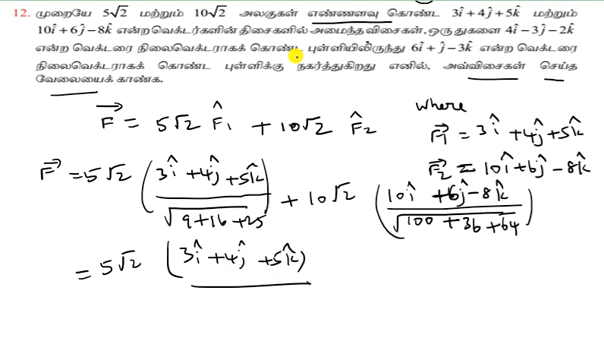 12. முறையே 5√2 மற்றும் 10√2 அலகுகள் எண்ணளவு கொண்ட 3î + 4ĵ + 5k̂ மற்றும்
10î + 6ĵ − 8k̂ என்ற வெக்டர்களின் திசைகளில் அமைந்த விசைகள், ஒரு துகளை 4î − 3ĵ − 2k̂
என்ற வெக்டரை நிலைவெக்டராகக் கொண்ட புள்ளியிலிருந்து 6î + ĵ − 3k̂ என்ற வெக்டரை
நிலைவெக்டராகக் கொண்ட புள்ளிக்கு நகர்த்துகிறது எனில், அவ்விசைகள் செய்த
வேலையைக் காண்க.
F⃗ = 5√2 F̂₁ + 10√2 F̂₂
where
F⃗₁ = 3î + 4ĵ + 5k̂
F⃗₂ = 10î + 6ĵ − 8k̂
F⃗ = 5√2 (3î + 4ĵ + 5k̂ / √9+16+25) + 10√2 (10î + 6ĵ − 8k̂ / √100+36+64)
= 5√2 (3î + 4ĵ + 5k̂)